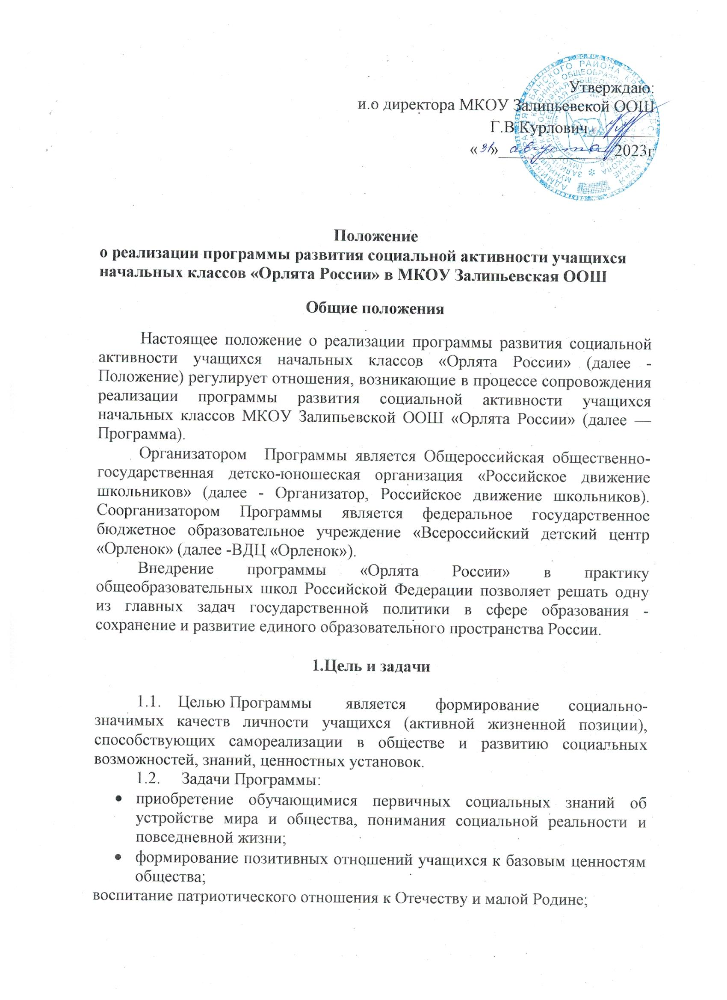 Утверждаю:
и.о директора МКОУ Залипьевской ООШ
Г.В Курлович
«31» августа 2023г
Положение
о реализации программы развития социальной активности учащихся
начальных классов «Орлята России» в МКОУ Залипьевская ООШ
Общие положения
Настоящее положение о реализации программы развития социальной
активности учащихся начальных классов «Орлята России» (далее -
Положение) регулирует отношения, возникающие в процессе сопровождения
реализации программы развития социальной активности учащихся
начальных классов МКОУ Залипьевской ООШ «Орлята России» (далее —
Программа).
Организатором Программы является Общероссийская общественно-
государственная детско-юношеская организация «Российское движение
школьников» (далее - Организатор, Российское движение школьников).
Соорганизатором Программы является федеральное государственное
бюджетное образовательное учреждение «Всероссийский детский центр
«Орленок» (далее -ВДЦ «Орленок»).
Внедрение программы «Орлята России» в практику
общеобразовательных школ Российской Федерации позволяет решать одну
из главных задач государственной политики в сфере образования -
сохранение и развитие единого образовательного пространства России.
1.Цель и задачи
1.1. Целью Программы является формирование социально-
значимых качеств личности учащихся (активной жизненной позиции),
способствующих самореализации в обществе и развитию социальных
возможностей, знаний, ценностных установок.
1.2. Задачи Программы:
• приобретение обучающимися первичных социальных знаний об
устройстве мира и общества, понимания социальной реальности и
повседневной жизни;
• формирование позитивных отношений учащихся к базовым ценностям
общества;
воспитание патриотического отношения к Отечеству и малой Родине;